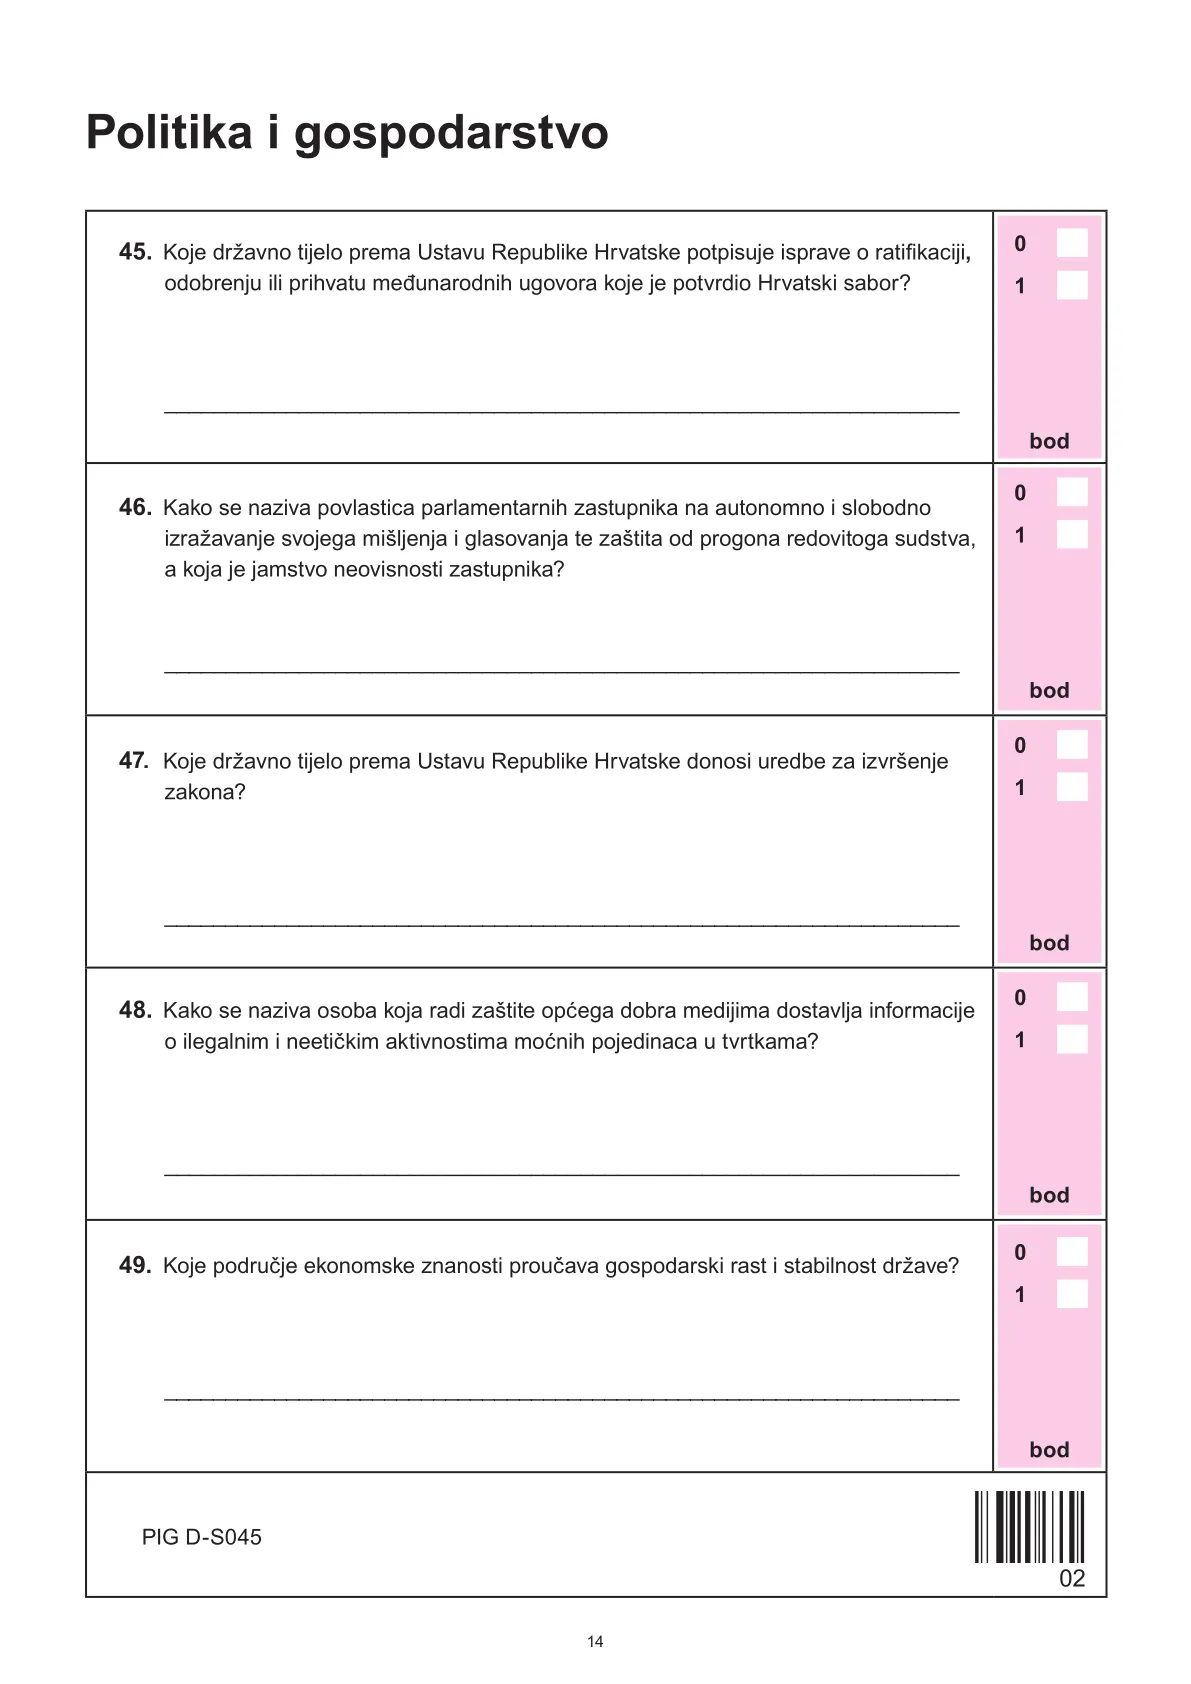 Politika i gospodarstvo
45. Koje državno tijelo prema Ustavu Republike Hrvatske potpisuje isprave o ratifikaciji,
odobrenju ili prihvatu međunarodnih ugovora koje je potvrdio Hrvatski sabor?
0
1
bod
46. Kako se naziva povlastica parlamentarnih zastupnika na autonomno i slobodno
izražavanje svojega mišljenja i glasovanja te zaštita od progona redovitoga sudstva,
a koja je jamstvo neovisnosti zastupnika?
0
1
bod
47. Koje državno tijelo prema Ustavu Republike Hrvatske donosi uredbe za izvršenje
zakona?
0
1
bod
48. Kako se naziva osoba koja radi zaštite općega dobra medijima dostavlja informacije
o ilegalnim i neetičkim aktivnostima moćnih pojedinaca u tvrtkama?
0
1
bod
49. Koje područje ekonomske znanosti proučava gospodarski rast i stabilnost države?
0
1
bod
PIG D-S045
02
14